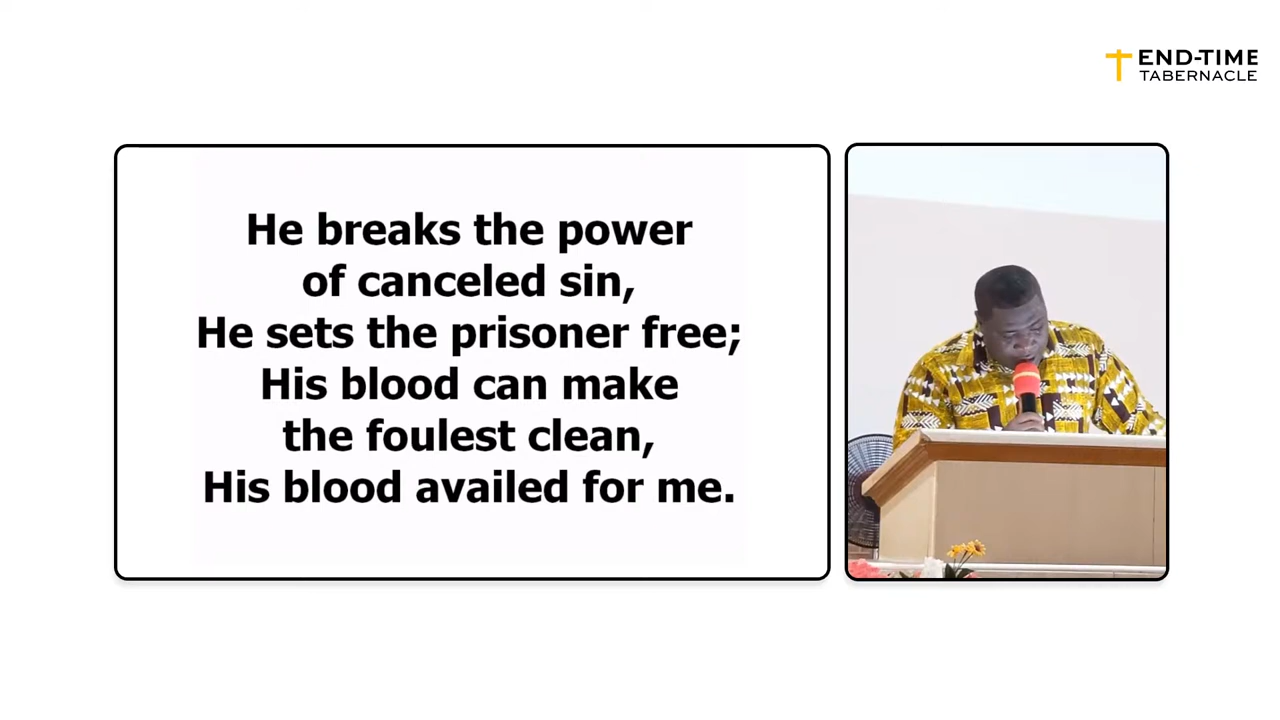 END-TIME
TABERNACLE
He breaks the power
of canceled sin,
He sets the prisoner free;
His blood can make
the foulest clean,
His blood availed for me.